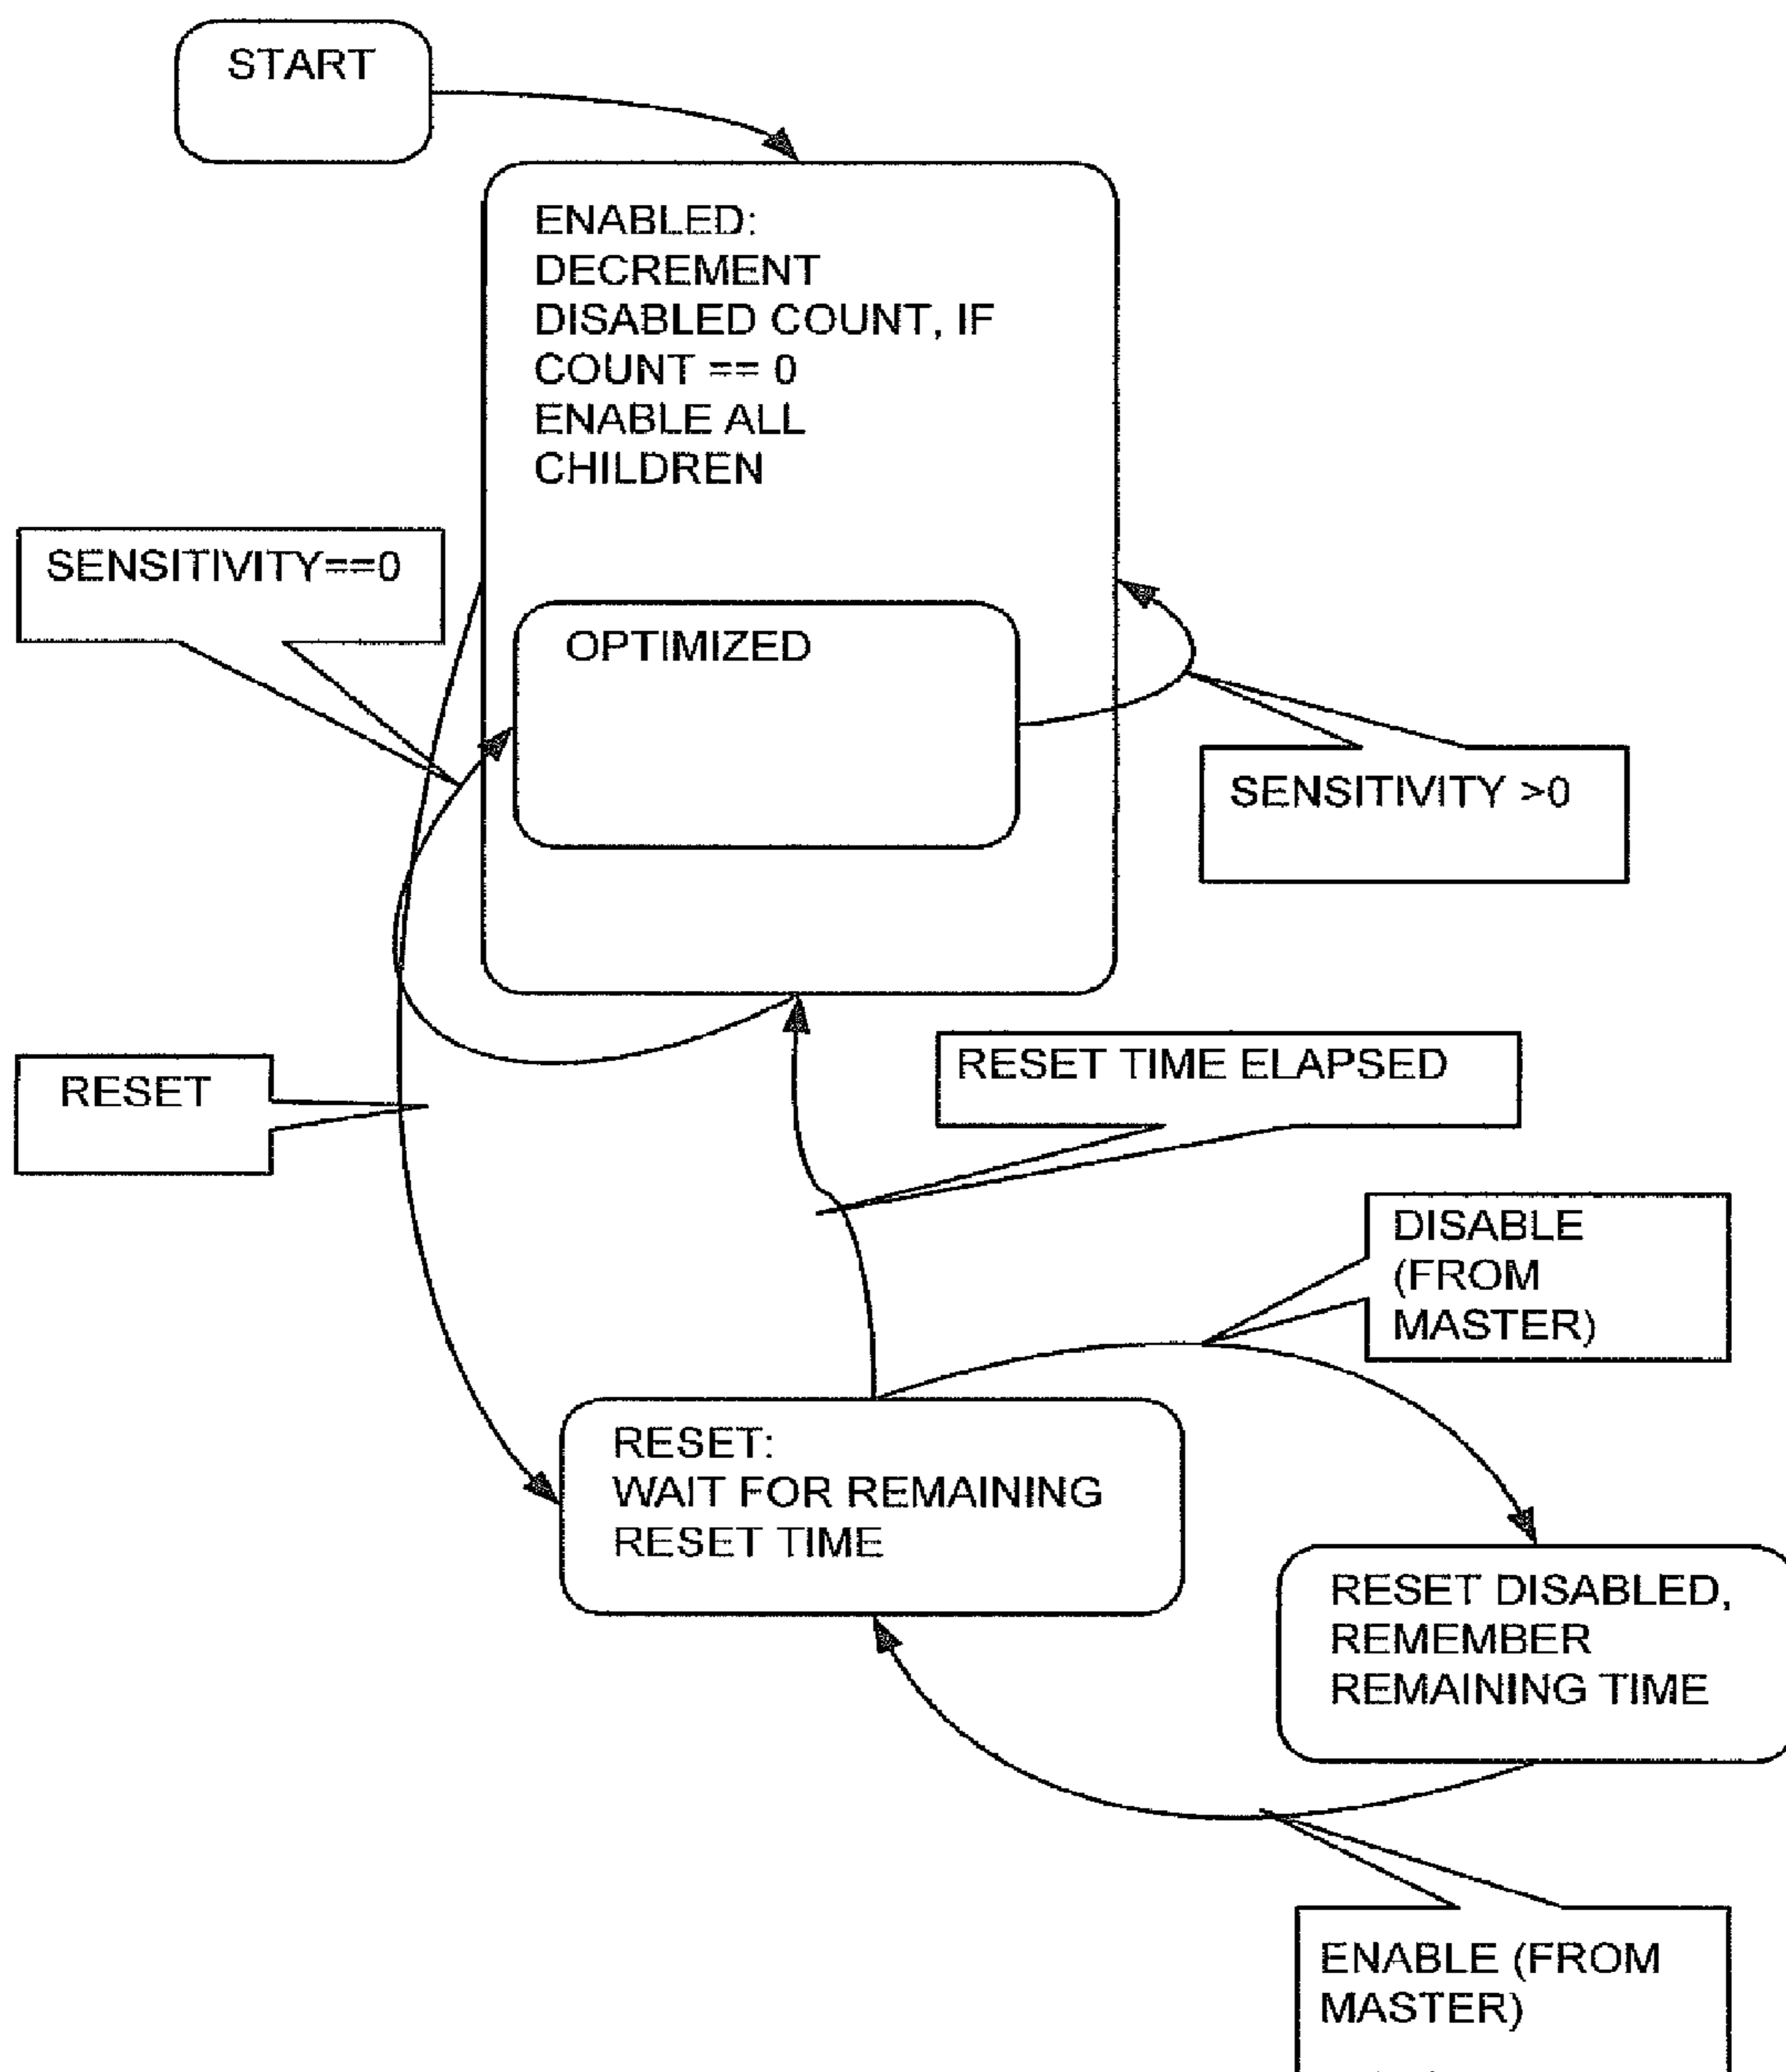 START
ENABLED:
DECREMENT
DISABLED COUNT, IF
COUNT == 0
ENABLE ALL
CHILDREN
SENSITIVITY==0
OPTIMIZED
SENSITIVITY >0
RESET TIME ELAPSED
RESET
DISABLE
(FROM
MASTER)
RESET:
WAIT FOR REMAINING
RESET TIME
RESET DISABLED,
REMEMBER
REMAINING TIME
ENABLE (FROM
MASTER)